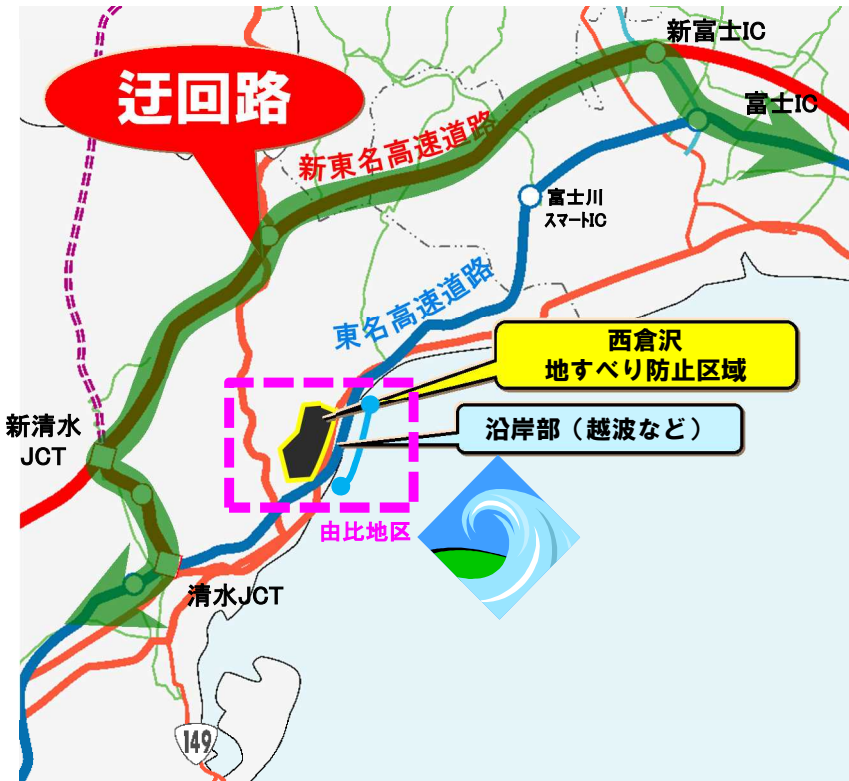 新富士IC
迂回路
富士IC
新東名高速道路
富士川
スマートIC
東名高速道路
西倉沢
地すべり防止区域
新清水
JCT
沿岸部（越波など）
由比地区
清水JCT
149